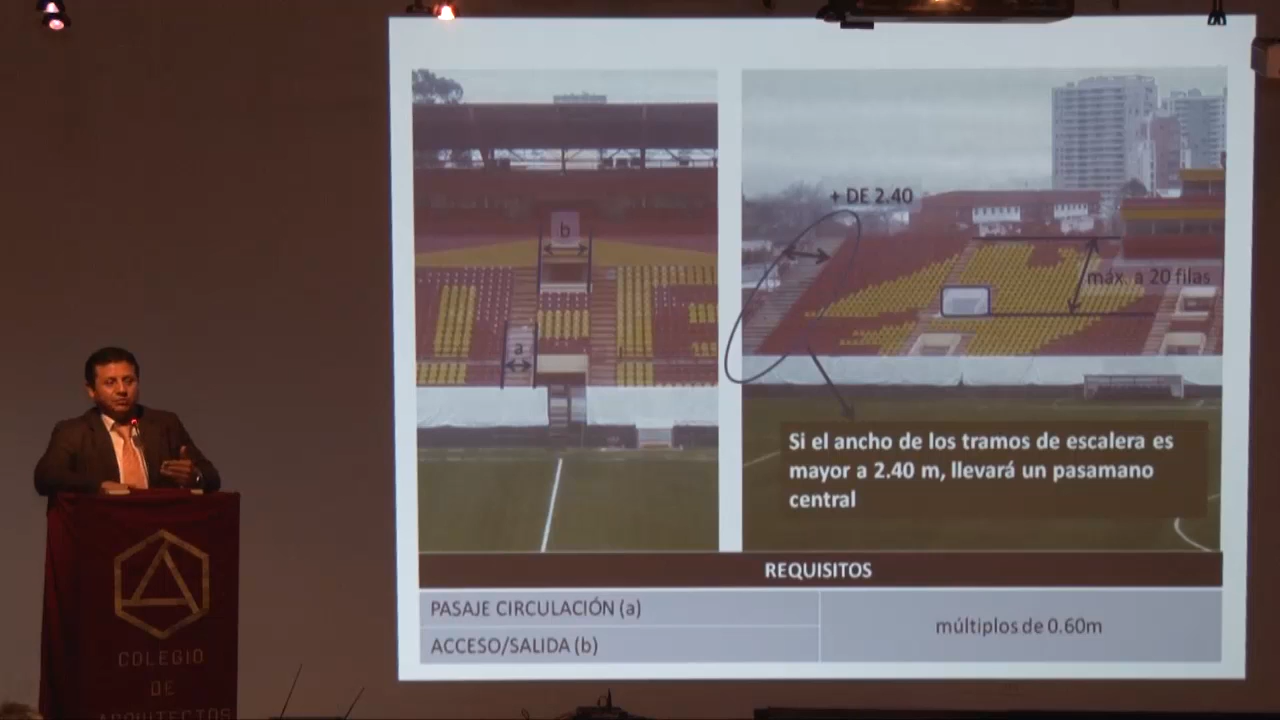 b
a
+ DE 2.40
máx. a 20 filas
Si el ancho de los tramos de escalera es
mayor a 2.40 m, llevará un pasamano
central
REQUISITOS
PASAJE CIRCULACIÓN (a)
múltiplos de 0.60m
ACCESO/SALIDA (b)
COLEGIO
DE
ARQUITECTOS